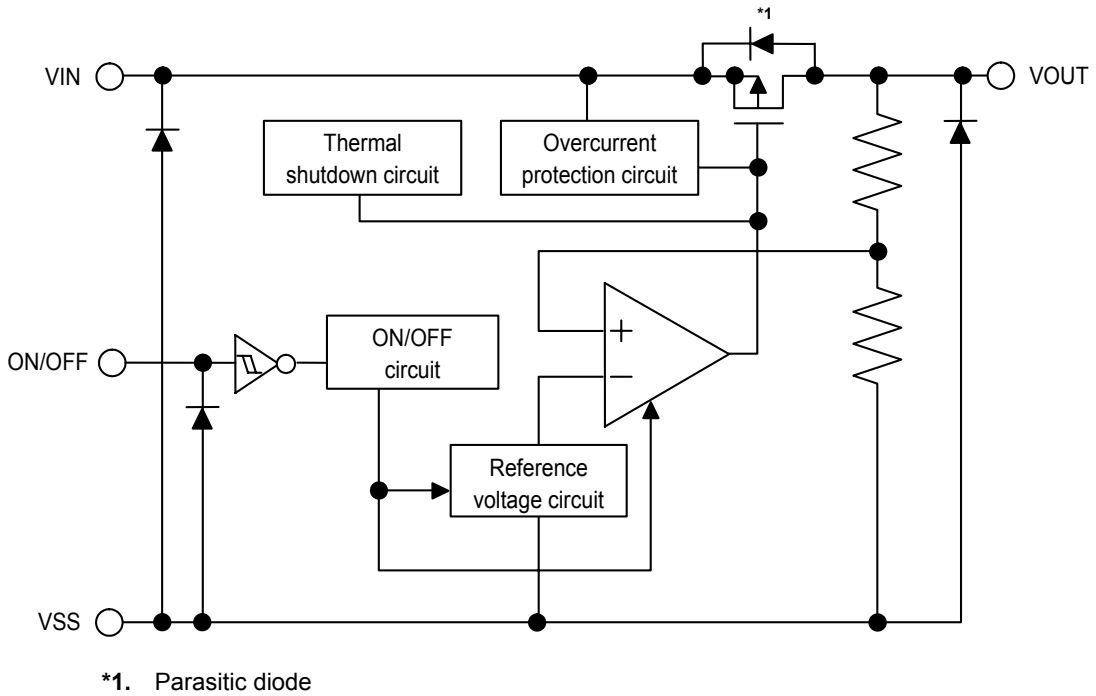 *1
VIN
VOUT
Thermal
shutdown circuit
Overcurrent
protection circuit
+
−
ON/OFF
ON/OFF
circuit
Reference
voltage circuit
VSS
*1. Parasitic diode